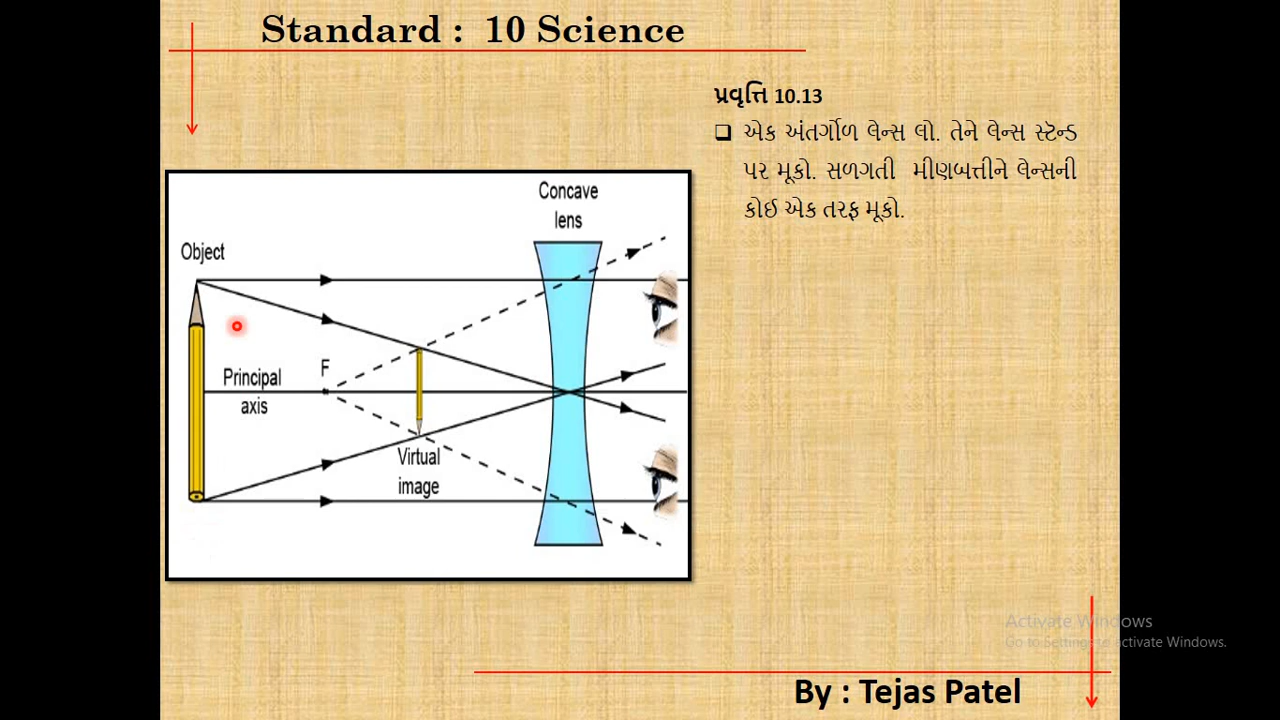 Standard : 10 Science
પ્રવૃત્તિ 10.13
એક અંતર્ગોળ લેન્સ લો. તેને લેન્સ સ્ટૅન્ડ
પર મૂકો. સળગતી મીણબત્તીને લેન્સની
કોઈ એક તરફ મૂકો.
Concave
lens
Object
F
Principal
axis
Virtual
image
Activate Windows
Go to Settings to activate Windows.
By : Tejas Patel